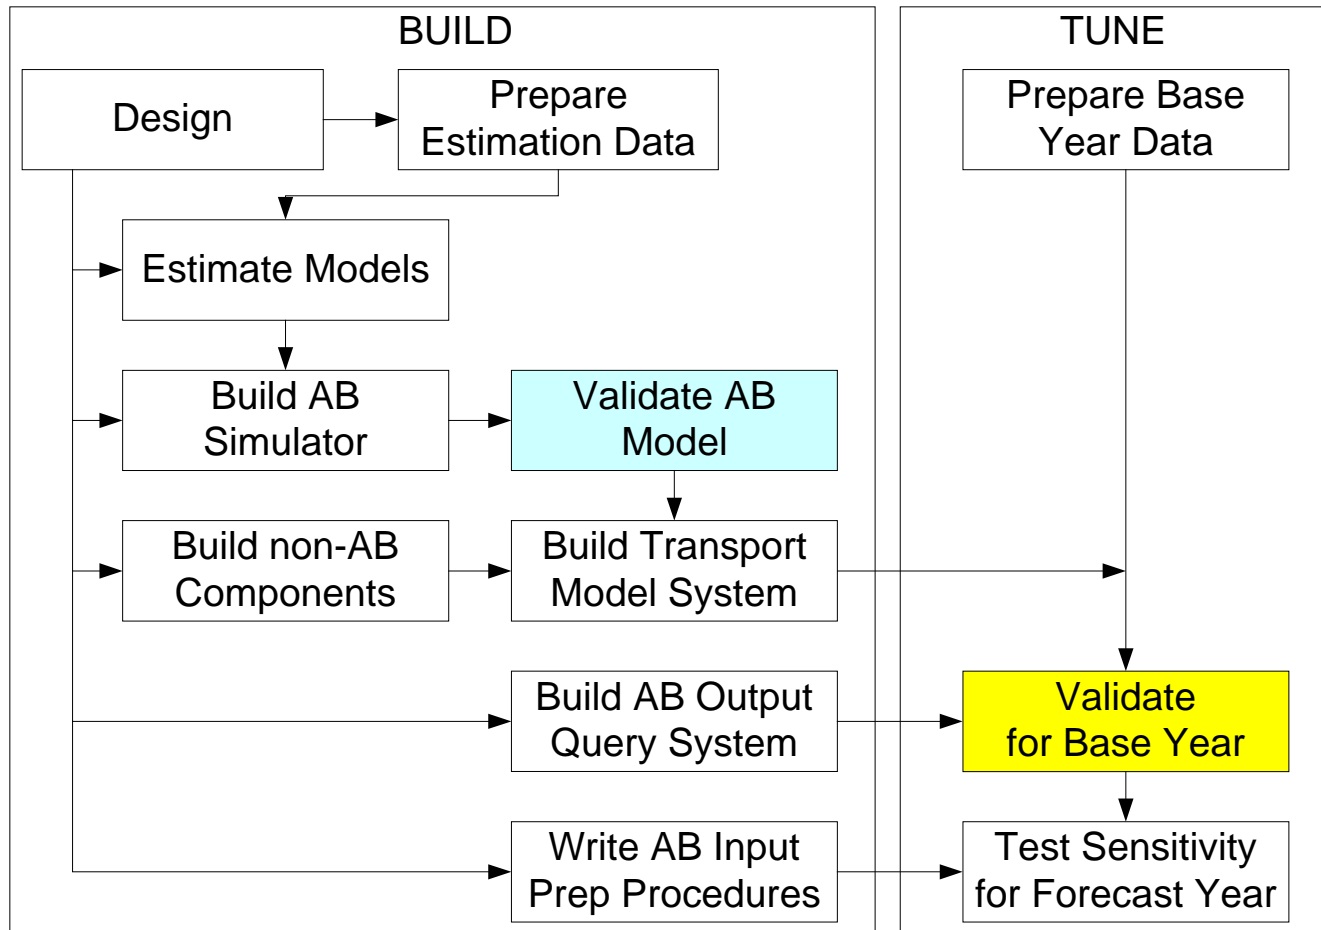 BUILD
Design
Prepare
Estimation Data
Estimate Models
Build AB
Simulator
Validate AB
Model
Build non-AB
Components
Build Transport
Model System
Build AB Output
Query System
Write AB Input
Prep Procedures
TUNE
Prepare Base
Year Data
Validate
for Base Year
Test Sensitivity
for Forecast Year